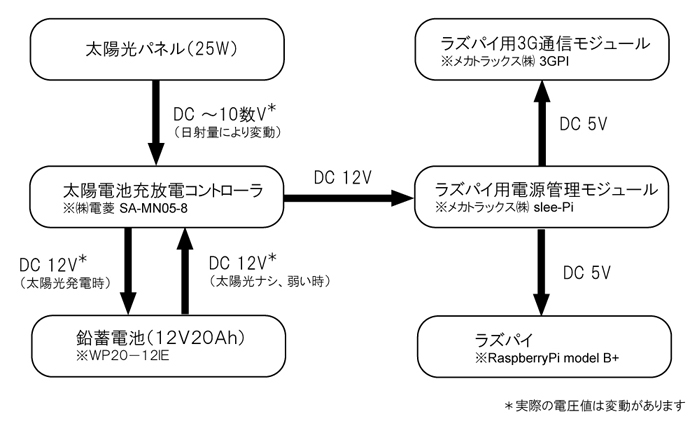 太陽光パネル(25W)
DC ～10数V*
(日射量により変動)
太陽電池充放電コントローラ
※㈱電菱 SA-MN05-8
DC 12V*
(太陽光発電時)
DC 12V*
(太陽光ナシ、弱い時)
鉛蓄電池(12V20Ah)
※WP20－12IE
DC 12V
ラズパイ用3G通信モジュール
※メカトラックス㈱ 3GPI
DC 5V
ラズパイ用電源管理モジュール
※メカトラックス㈱ slee-Pi
DC 5V
ラズパイ
※RaspberryPi model B+
＊実際の電圧値は変動があります